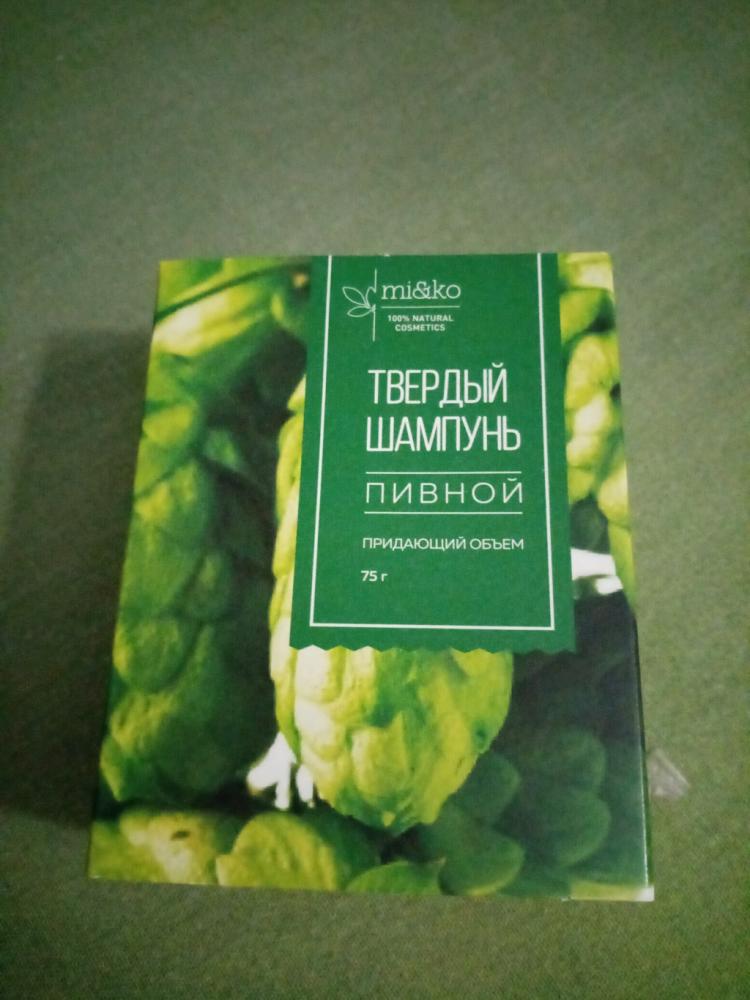 mi&ko
100% NATURAL
COSMETICS
ТВЕРДЫЙ
ШАМПУНЬ
ПИВНОЙ
ПРИДАЮЩИЙ ОБЪЕМ
75 г